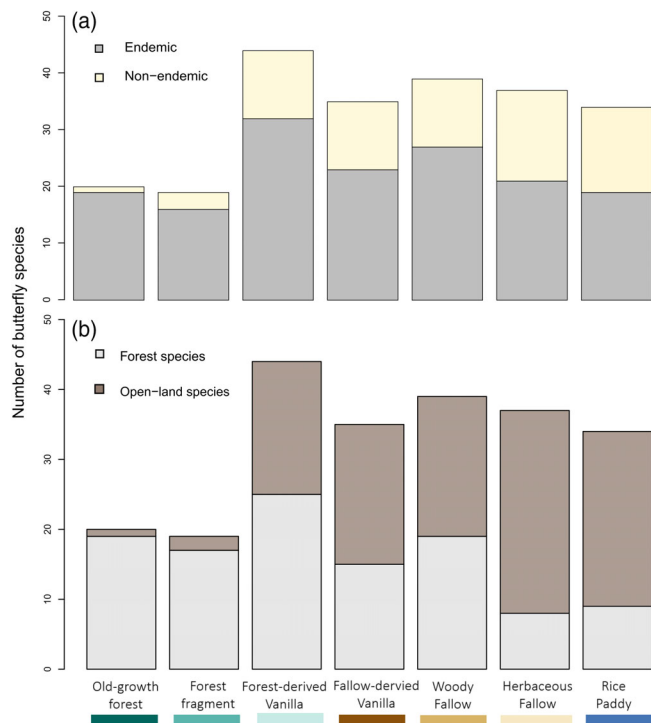 (a)
Endemic
Non−endemic
50
40
30
20
10
0
Number of butterfly species
(b)
Forest species
Open−land species
50
40
30
20
10
0
Old-growth forest
Forest fragment
Forest-derived Vanilla
Fallow-dervied Vanilla
Woody Fallow
Herbaceous Fallow
Rice Paddy